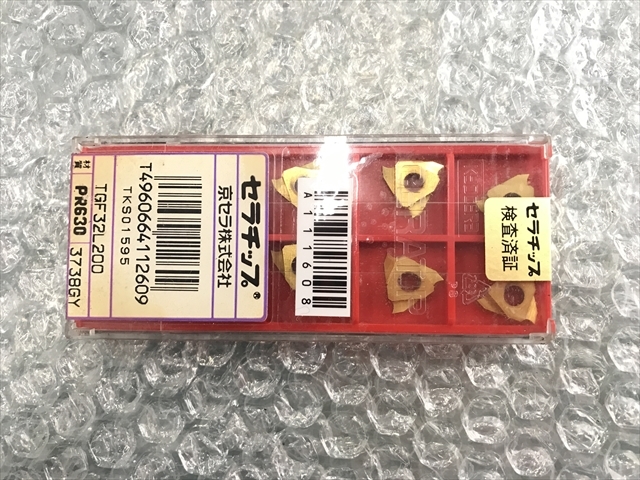 セラチップ®
京セラ株式会社
T4960664112609
TKS01595
TGF32L200
材質 PR630 3738GY
A111608
セラチップ
検査済証